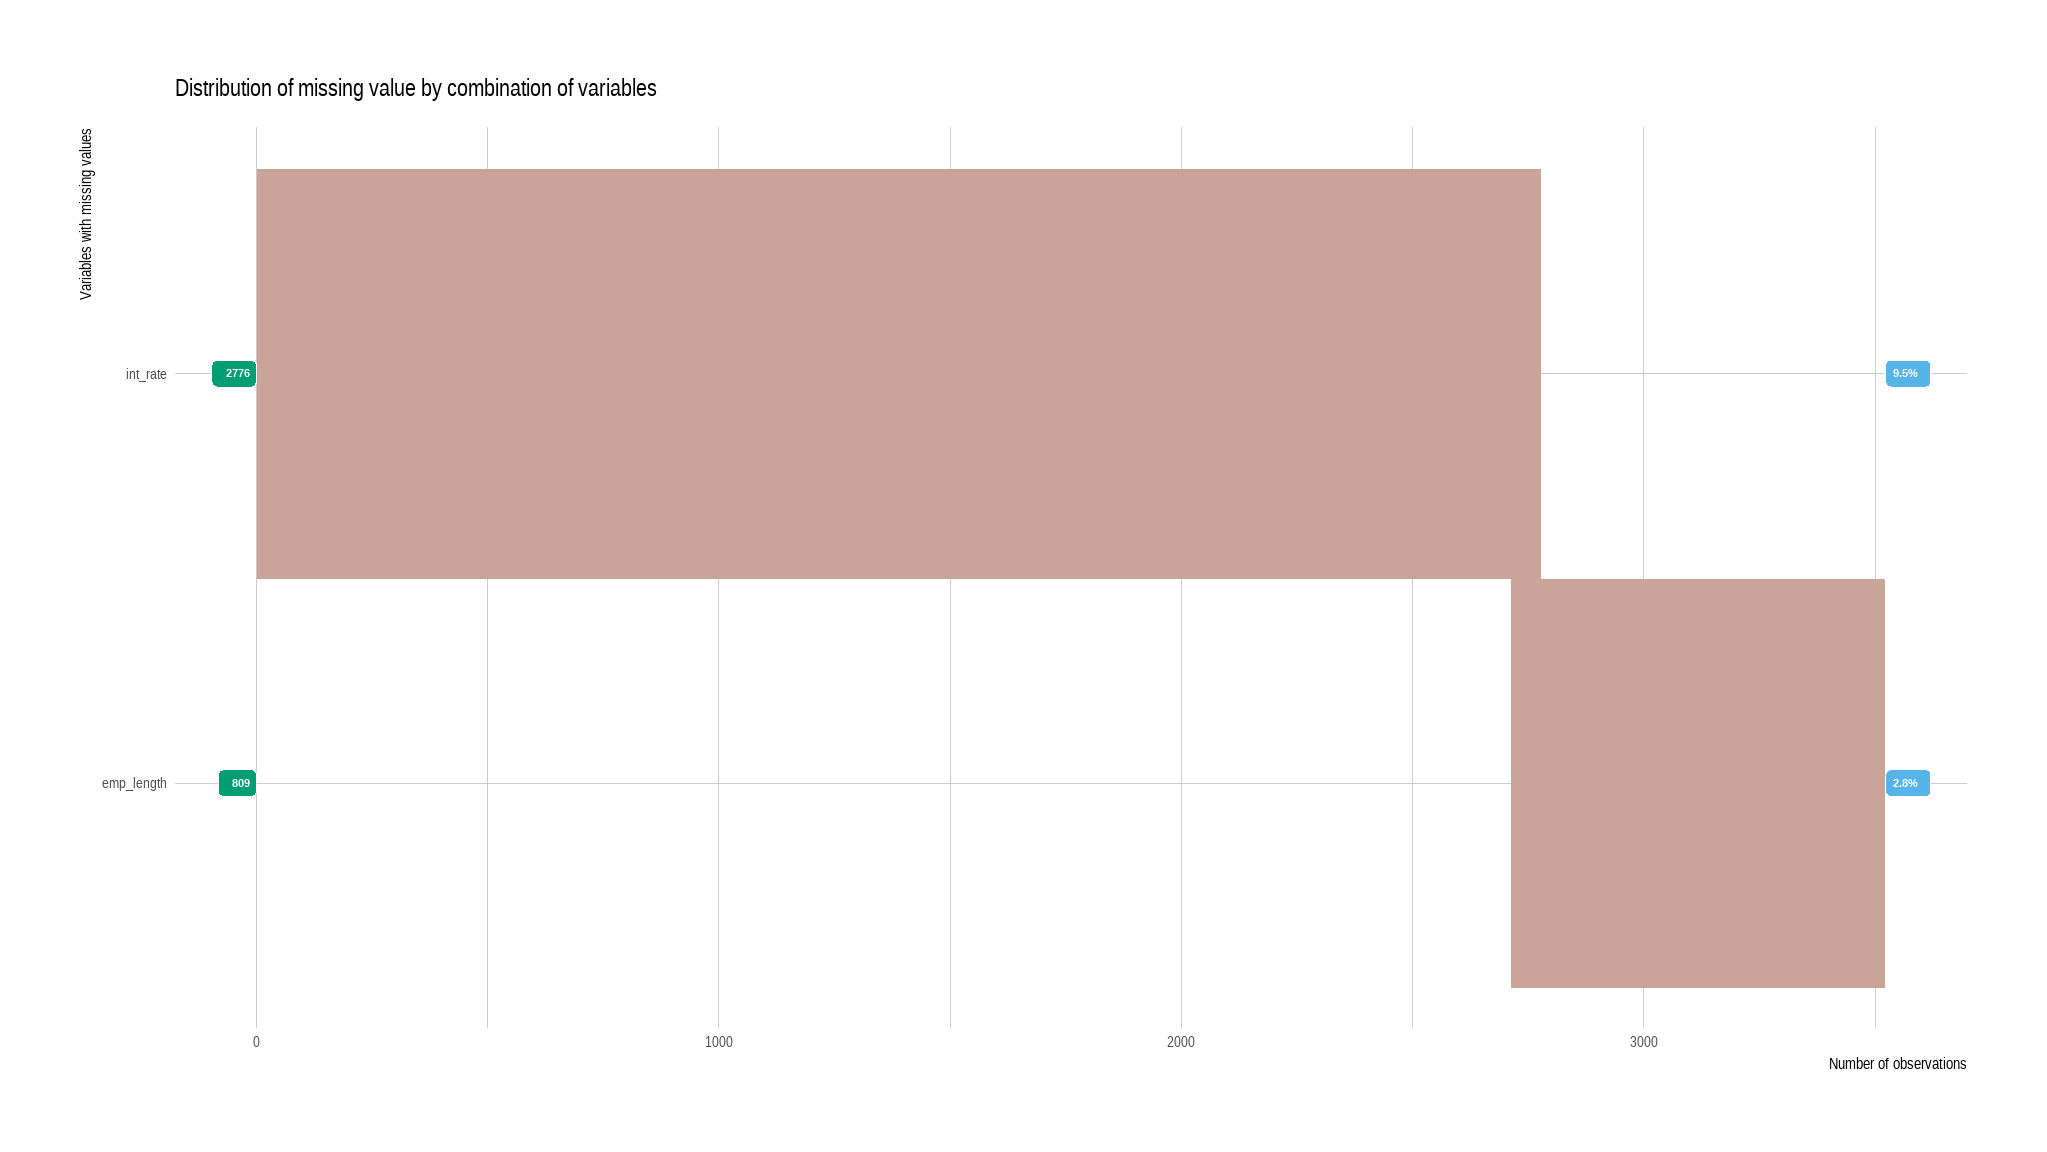 Distribution of missing value by combination of variables
Variables with missing values
int_rate
2776
9.5%
emp_length
809
2.8%
0
1000
2000
3000
Number of observations